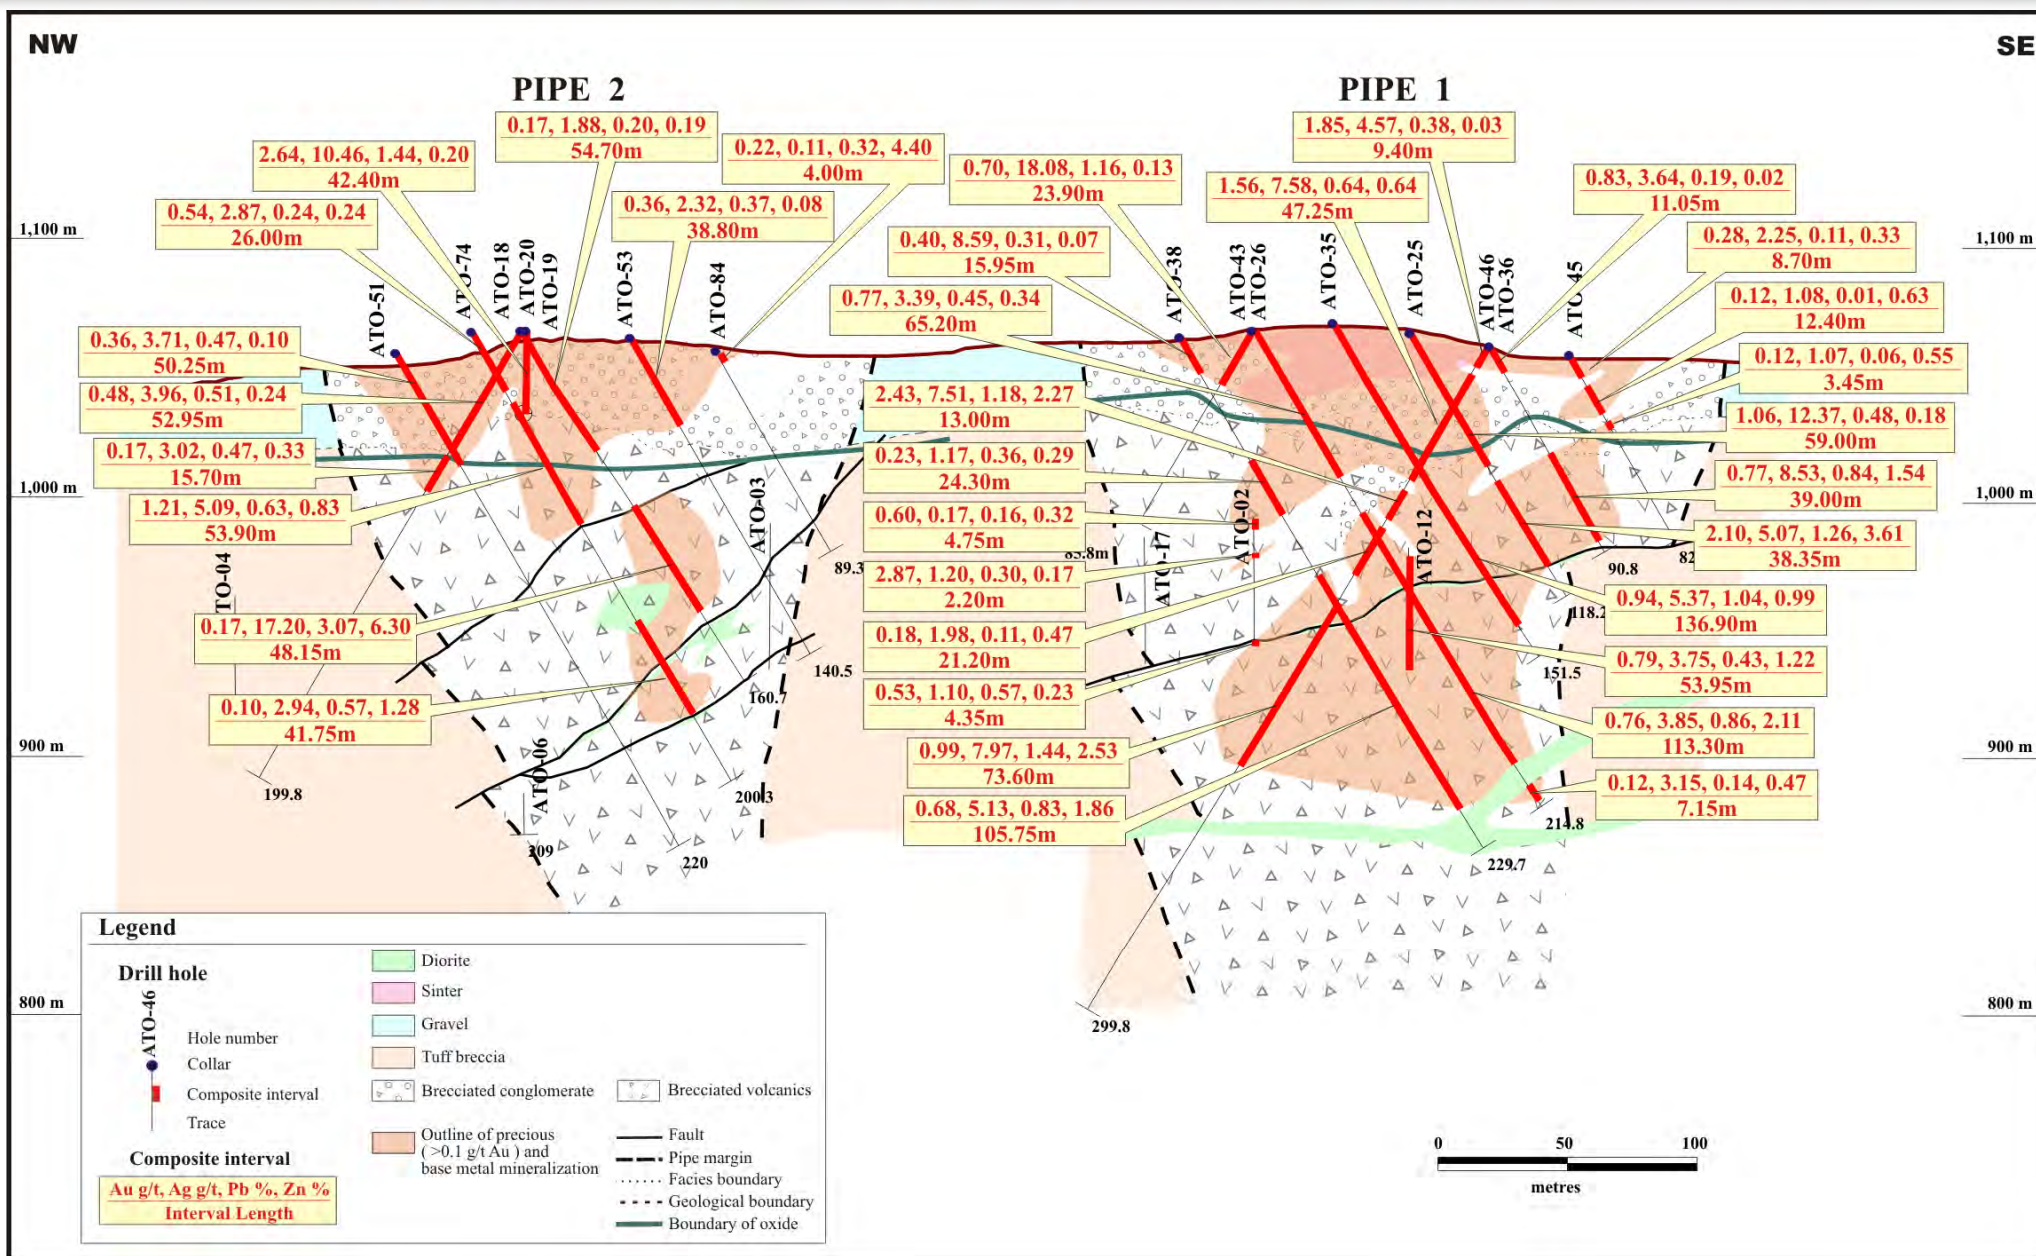 NW
SE
PIPE 2
PIPE 1
0.17, 1.88, 0.20, 0.19
54.70m
1.85, 4.57, 0.38, 0.03
9.40m
2.64, 10.46, 1.44, 0.20
42.40m
0.22, 0.11, 0.32, 4.40
4.00m
0.70, 18.08, 1.16, 0.13
23.90m
1.56, 7.58, 0.64, 0.64
47.25m
0.83, 3.64, 0.19, 0.02
11.05m
0.54, 2.87, 0.24, 0.24
26.00m
0.36, 2.32, 0.37, 0.08
38.80m
0.40, 8.59, 0.31, 0.07
15.95m
0.28, 2.25, 0.11, 0.33
8.70m
1,100 m
1,100 m
ATO-51
ATO-74
ATO-18
ATO-20
ATO-19
ATO-53
ATO-84
ATO-38
ATO-43
ATO-26
ATO-35
ATO-25
ATO-46
ATO-36
ATO-45
0.77, 3.39, 0.45, 0.34
65.20m
0.12, 1.08, 0.01, 0.63
12.40m
0.36, 3.71, 0.47, 0.10
50.25m
0.12, 1.07, 0.06, 0.55
3.45m
0.48, 3.96, 0.51, 0.24
52.95m
2.43, 7.51, 1.18, 2.27
13.00m
1.06, 12.37, 0.48, 0.18
59.00m
0.17, 3.02, 0.47, 0.33
15.70m
0.23, 1.17, 0.36, 0.29
24.30m
0.77, 8.53, 0.84, 1.54
39.00m
1,000 m
1,000 m
1.21, 5.09, 0.63, 0.83
53.90m
0.60, 0.17, 0.16, 0.32
4.75m
2.10, 5.07, 1.26, 3.61
38.35m
ATO-03
ATO-17
ATO-02
ATO-12
TO-04
89.3
83.8m
90.8
82
2.87, 1.20, 0.30, 0.17
2.20m
0.94, 5.37, 1.04, 0.99
136.90m
118.2
0.17, 17.20, 3.07, 6.30
48.15m
0.18, 1.98, 0.11, 0.47
21.20m
0.79, 3.75, 0.43, 1.22
53.95m
140.5
151.5
160.7
0.10, 2.94, 0.57, 1.28
41.75m
0.53, 1.10, 0.57, 0.23
4.35m
0.76, 3.85, 0.86, 2.11
113.30m
900 m
900 m
0.99, 7.97, 1.44, 2.53
73.60m
0.12, 3.15, 0.14, 0.47
7.15m
ATO-06
199.8
200.3
0.68, 5.13, 0.83, 1.86
105.75m
214.8
209
220
229.7
800 m
800 m
299.8
Legend
Drill hole
ATO-46
Hole number
Collar
Composite interval
Trace
Composite interval
Au g/t, Ag g/t, Pb %, Zn %
Interval Length
Diorite
Sinter
Gravel
Tuff breccia
Brecciated conglomerate
Brecciated volcanics
Outline of precious
( >0.1 g/t Au ) and
base metal mineralization
Fault
Pipe margin
Facies boundary
Geological boundary
Boundary of oxide
0 50 100
metres